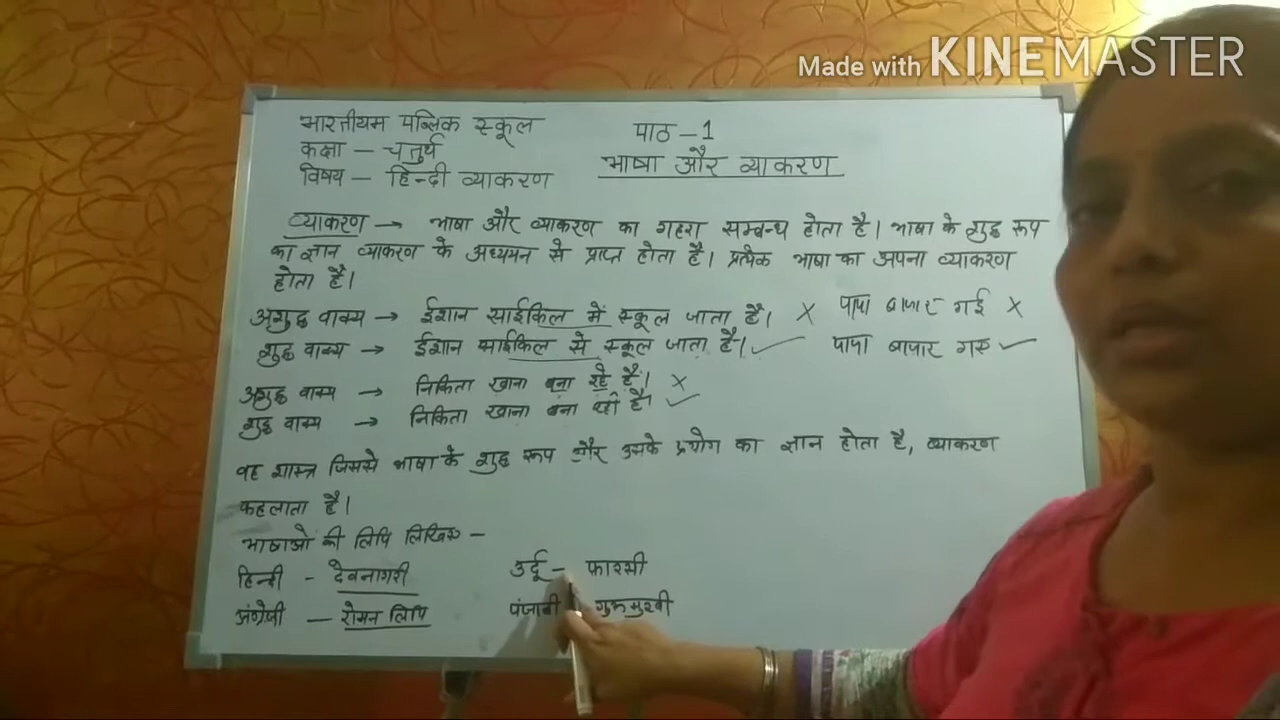 Made with KINEMASTER
भारतीयम पब्लिक स्कूल
कक्षा – चतुर्थ
विषय – हिन्दी व्याकरण
पाठ – 1
भाषा और व्याकरण
व्याकरण → भाषा और व्याकरण का गहरा सम्बन्ध होता है। भाषा के शुद्ध रूप
का ज्ञान व्याकरण के अध्ययन से प्राप्त होता है। प्रत्येक भाषा का अपना व्याकरण
होता है।
अशुद्ध वाक्य → ईशान साईकिल में स्कूल जाता है। ✗ पापा बाजार गई ✗
शुद्ध वाक्य → ईशान साईकिल से स्कूल जाता है। ✓ पापा बाजार गए ✓
अशुद्ध वाक्य → निकिता खाना बना रहे है। ✗
शुद्ध वाक्य → निकिता खाना बना रही है। ✓
वह शास्त्र जिससे भाषा के शुद्ध रूप और उसके प्रयोग का ज्ञान होता है, व्याकरण
कहलाता है।
भाषाओं की लिपि लिखिए –
हिन्दी - देवनागरी उर्दू – फारसी
अंग्रेजी – रोमन लिपि पंजाबी गुरुमुखी